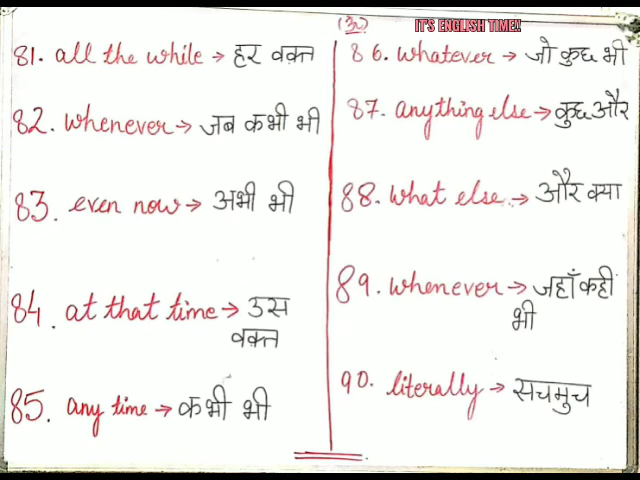 (3)
IT'S ENGLISH TIME!!
81. all the while → हर वक़्त
82. whenever → जब कभी भी
83. even now → अभी भी
84. at that time → उस
वक़्त
85. any time → कभी भी
86. whatever → जो कुछ भी
87. anything else → कुछ और
88. what else → और क्या
89. whenever → जहाँ कहीं
भी
90. literally → सचमुच